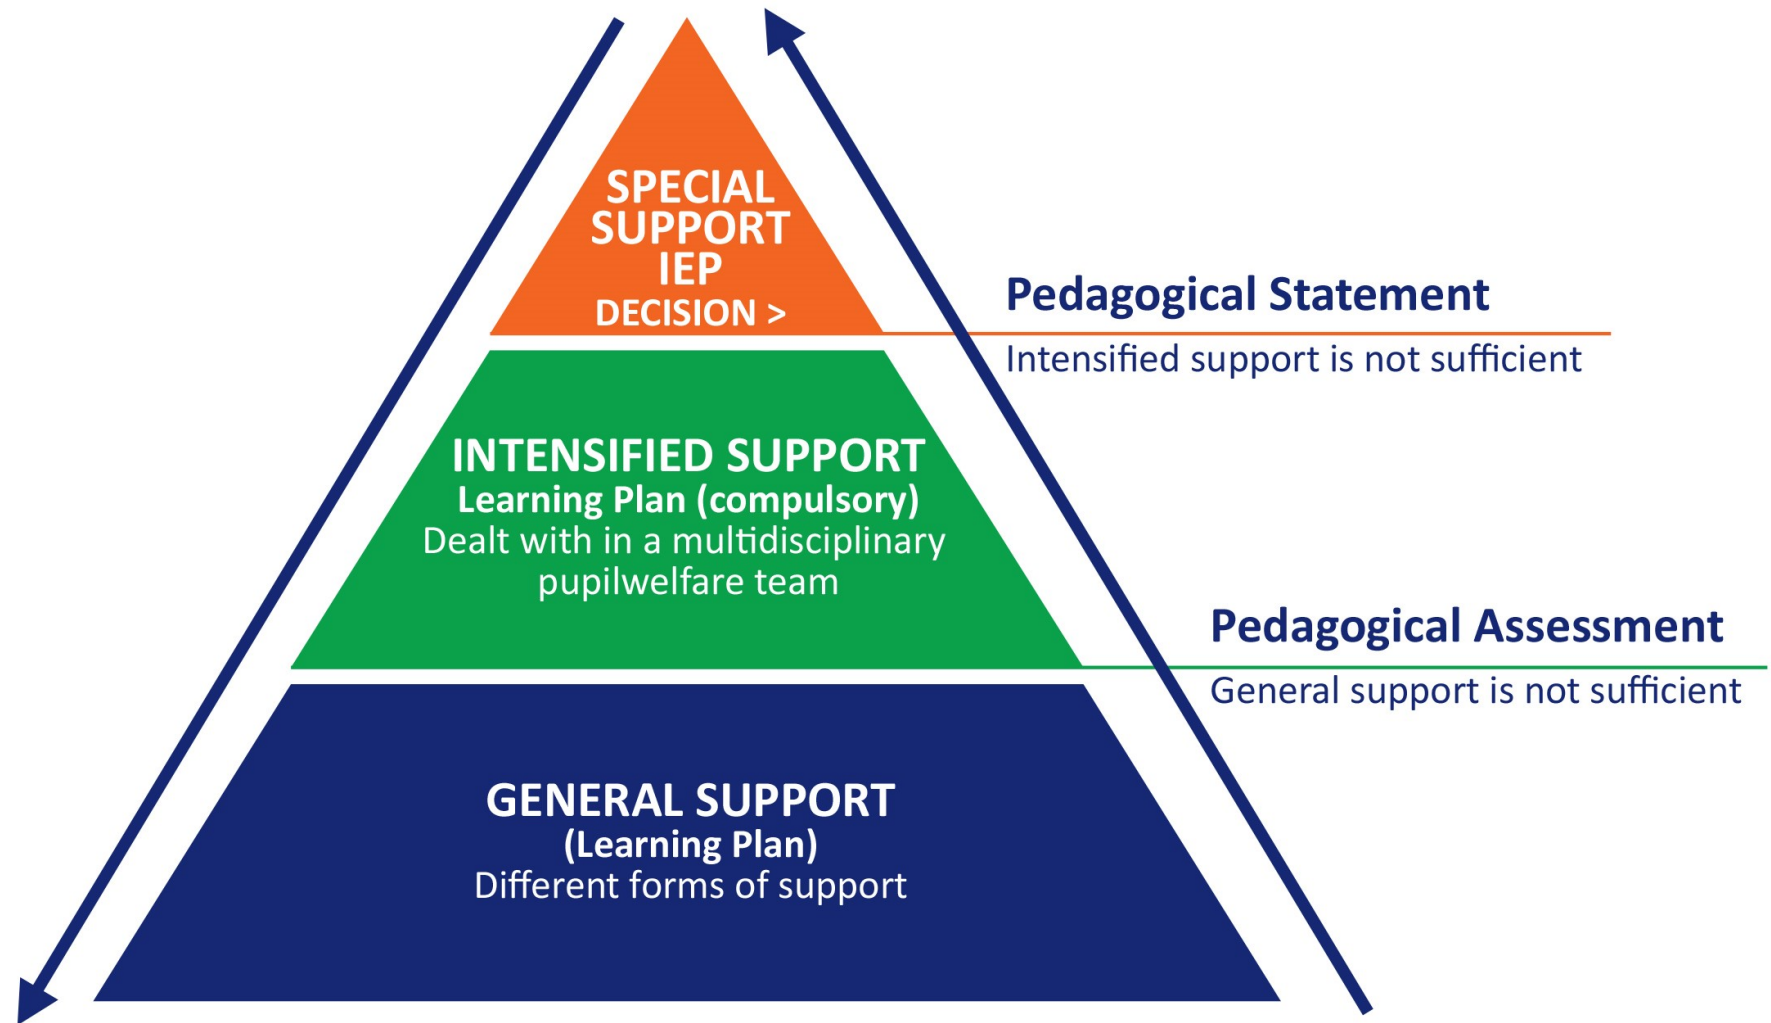 SPECIAL
SUPPORT
IEP
DECISION >
Pedagogical Statement
Intensified support is not sufficient
INTENSIFIED SUPPORT
Learning Plan (compulsory)
Dealt with in a multidisciplinary
pupilwelfare team
Pedagogical Assessment
General support is not sufficient
GENERAL SUPPORT
(Learning Plan)
Different forms of support